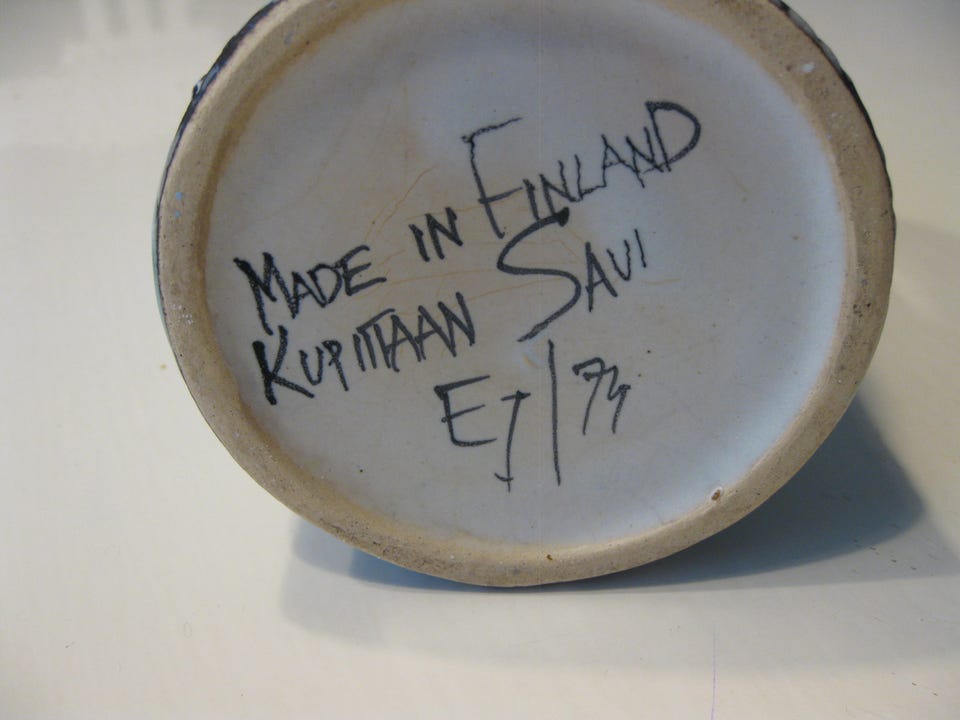 MADE IN FINLAND
KUPITTAAN SAVI
EJ/74